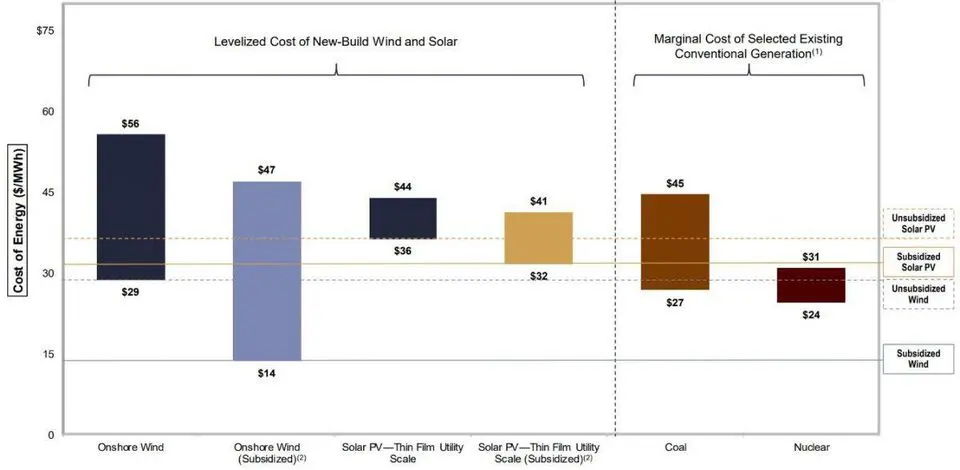 $75
Levelized Cost of New-Build Wind and Solar
Marginal Cost of Selected Existing
Conventional Generation(1)
60
45
30
15
0
Cost of Energy ($/MWh)
$56
$29
$47
$14
$44
$36
$41
$32
$45
$27
$31
$24
Unsubsidized
Solar PV
Subsidized
Solar PV
Unsubsidized
Wind
Subsidized
Wind
Onshore Wind
Onshore Wind
(Subsidized)(2)
Solar PV—Thin Film Utility
Scale
Solar PV—Thin Film Utility
Scale (Subsidized)(2)
Coal
Nuclear